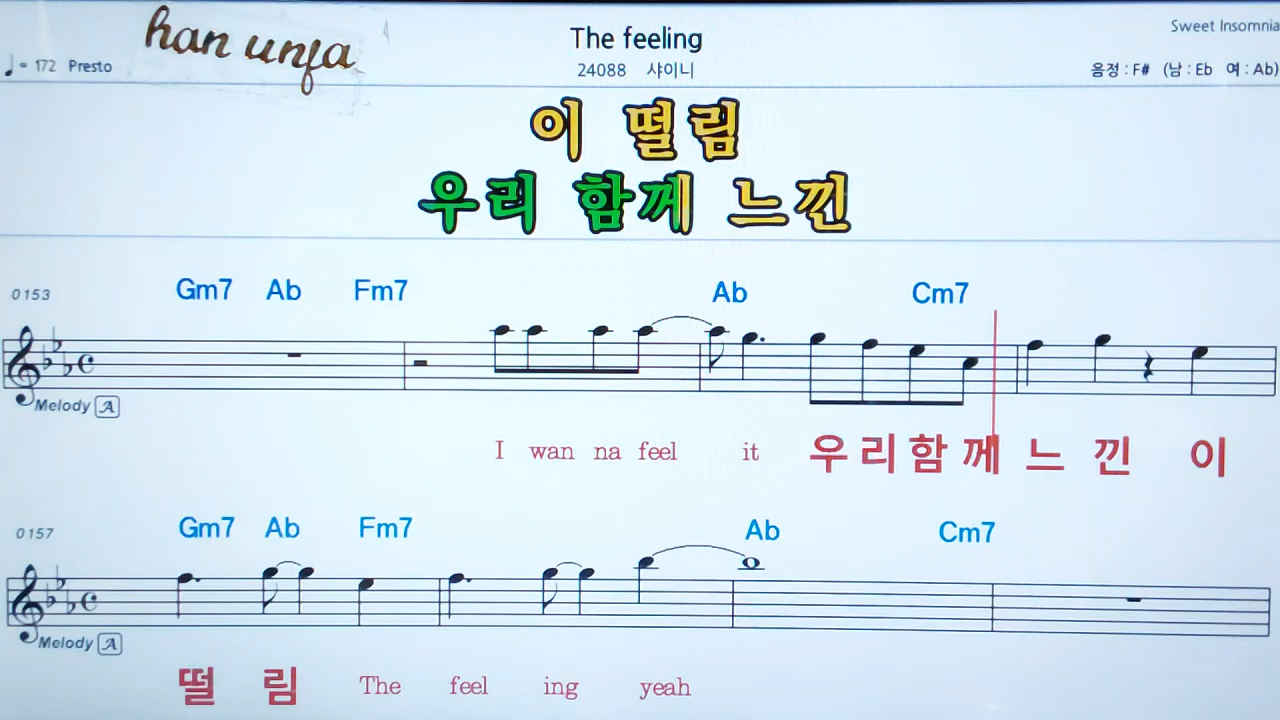 han unfa
The feeling
Sweet Insomnia
♩= 172 Presto
24088 샤이니
음정 : F# (남 : Eb 여 : Ab)
이 떨림
우리 함께 느낀
0153 Gm7 Ab Fm7 Ab Cm7
Melody A
I wan na feel it 우리함께 느 낀 이
0157 Gm7 Ab Fm7 Ab Cm7
Melody A
떨 림 The feel ing yeah